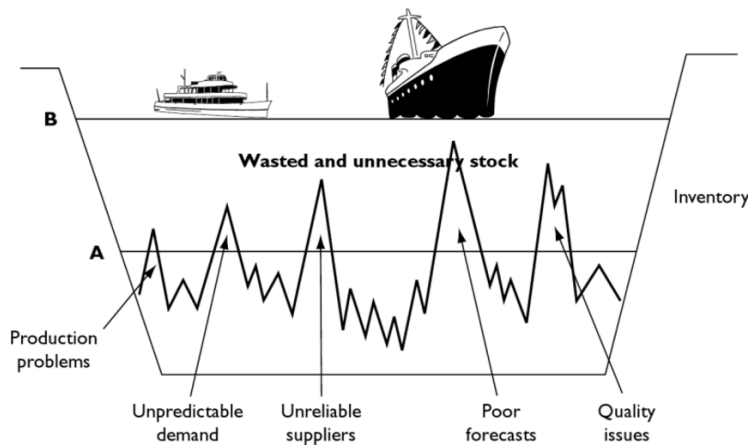 B
Wasted and unnecessary stock
Inventory
A
Production
problems
Unpredictable
demand
Unreliable
suppliers
Poor
forecasts
Quality
issues